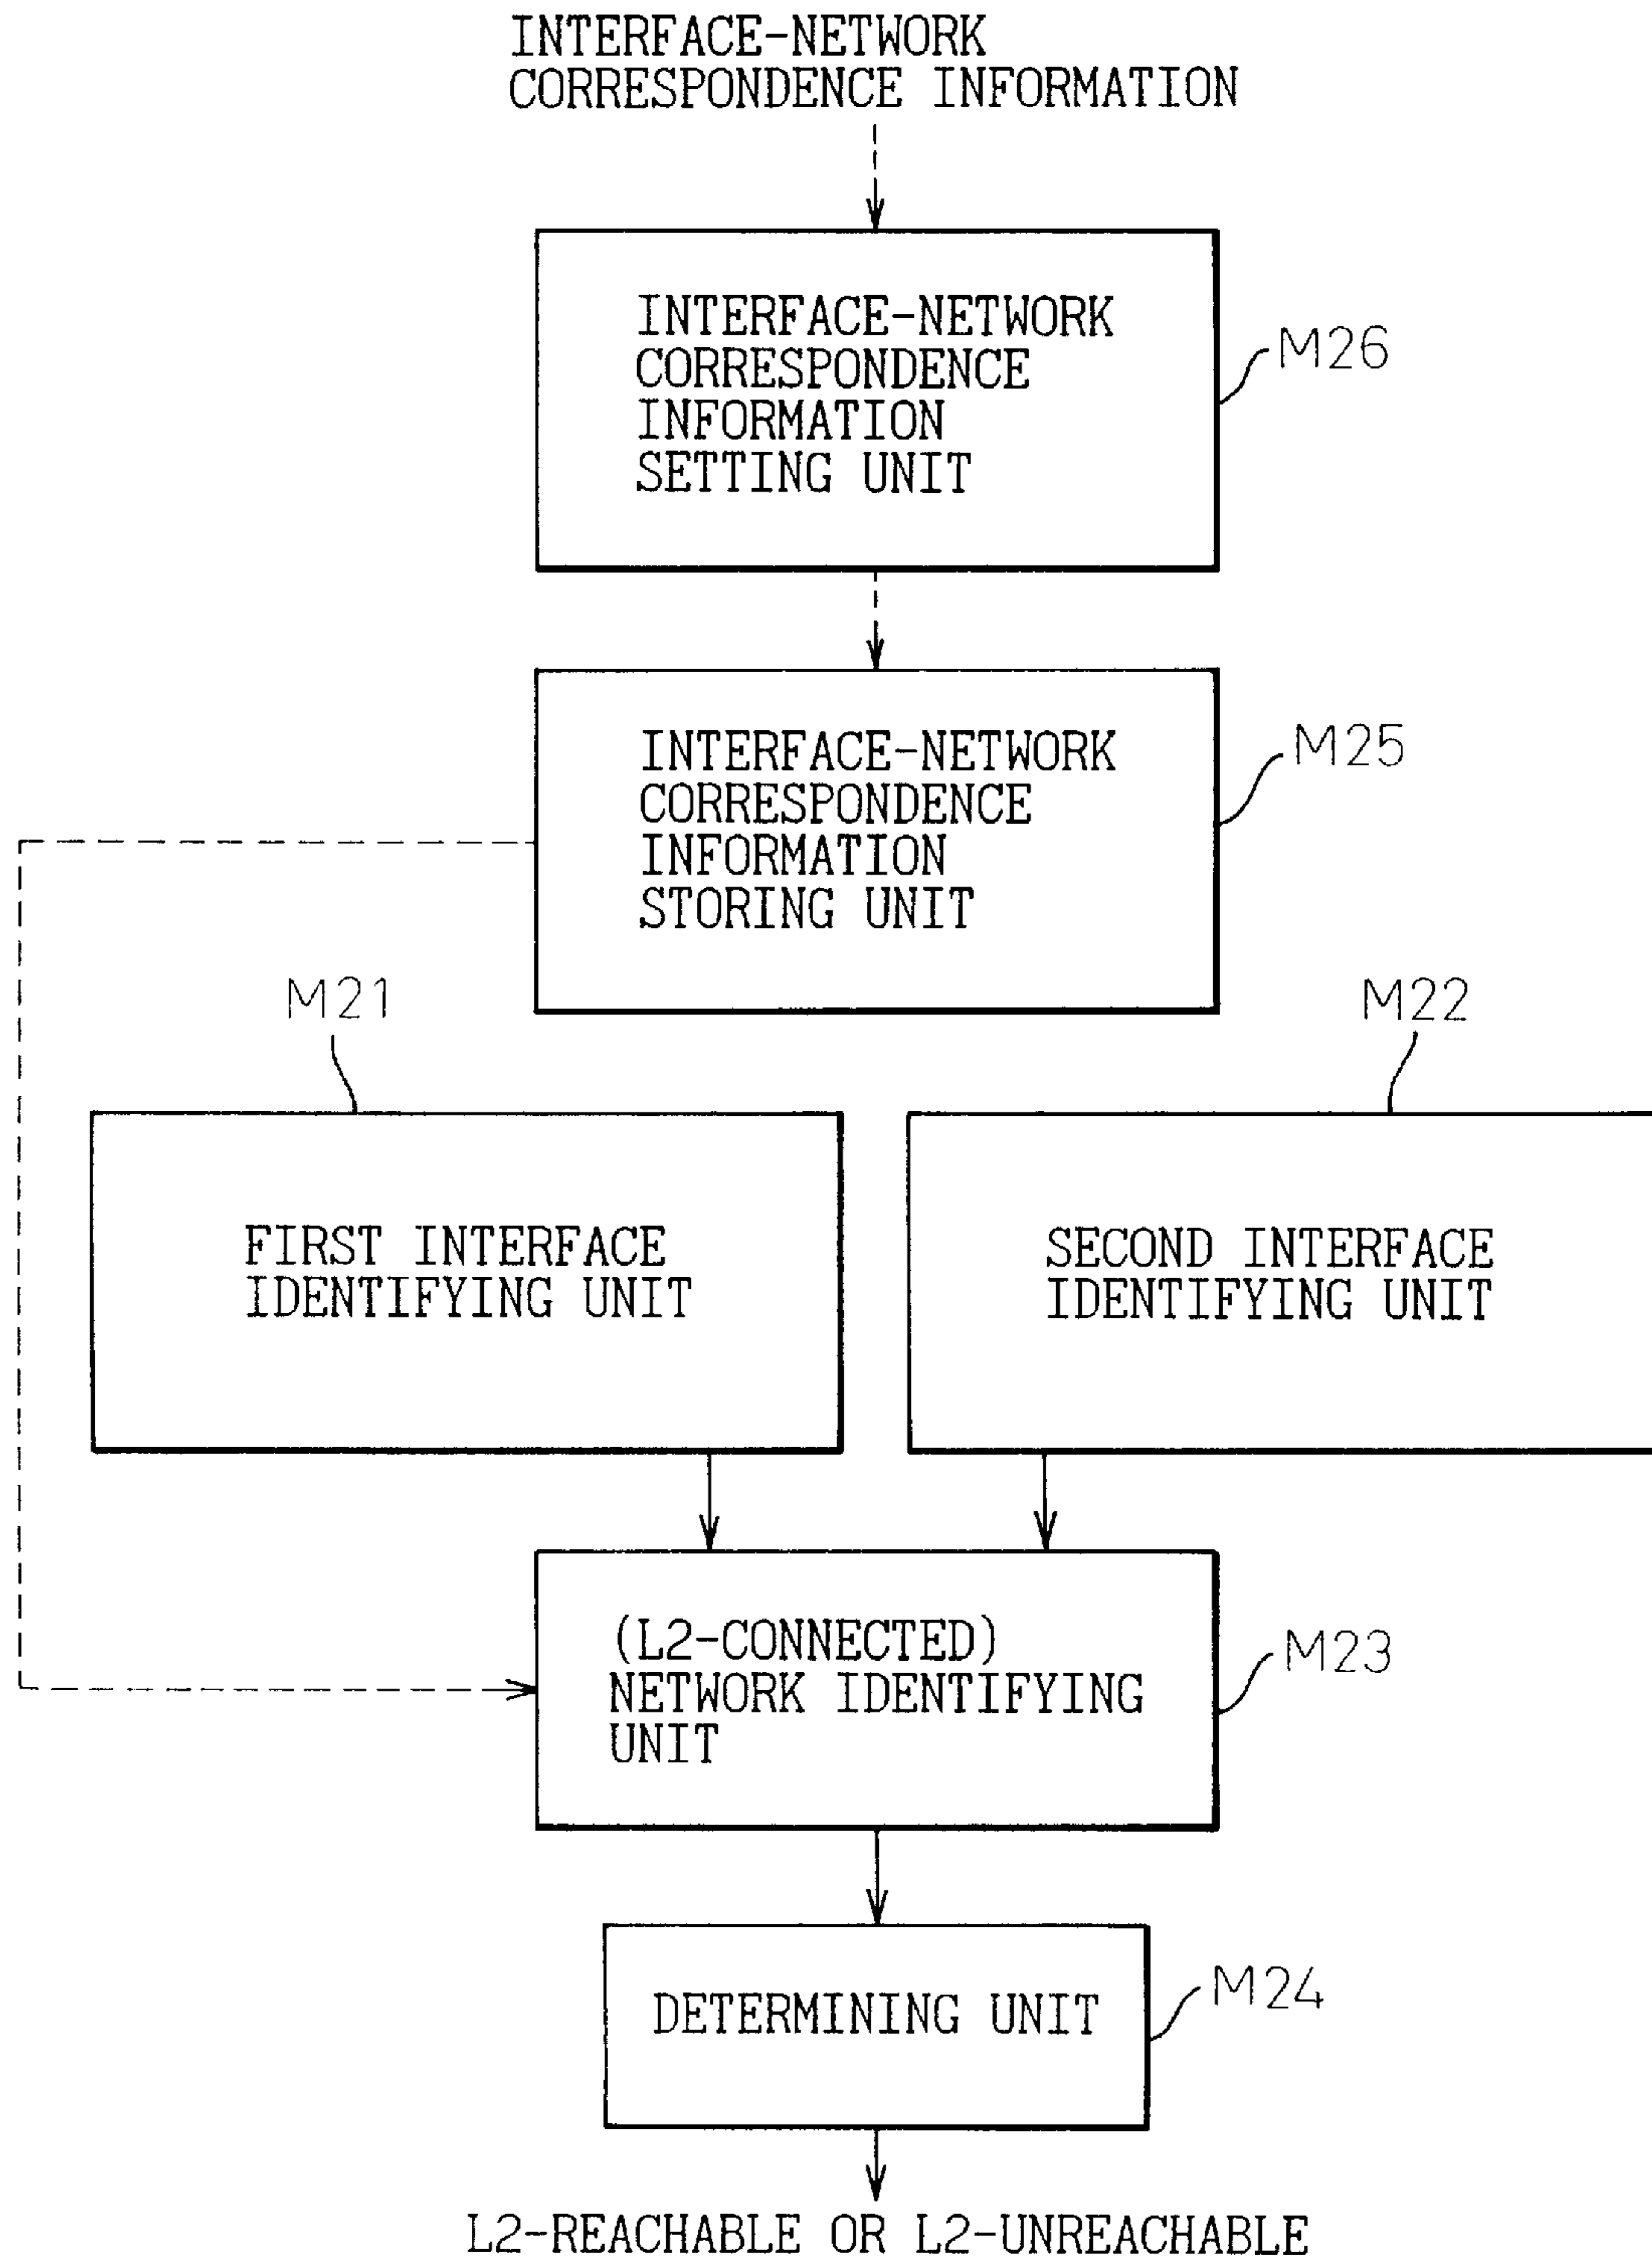 INTERFACE-NETWORK
CORRESPONDENCE INFORMATION
INTERFACE-NETWORK
CORRESPONDENCE
INFORMATION
SETTING UNIT
M26
INTERFACE-NETWORK
CORRESPONDENCE
INFORMATION
STORING UNIT
M25
M21
M22
FIRST INTERFACE
IDENTIFYING UNIT
SECOND INTERFACE
IDENTIFYING UNIT
(L2-CONNECTED)
NETWORK IDENTIFYING
UNIT
M23
DETERMINING UNIT
M24
L2-REACHABLE OR L2-UNREACHABLE